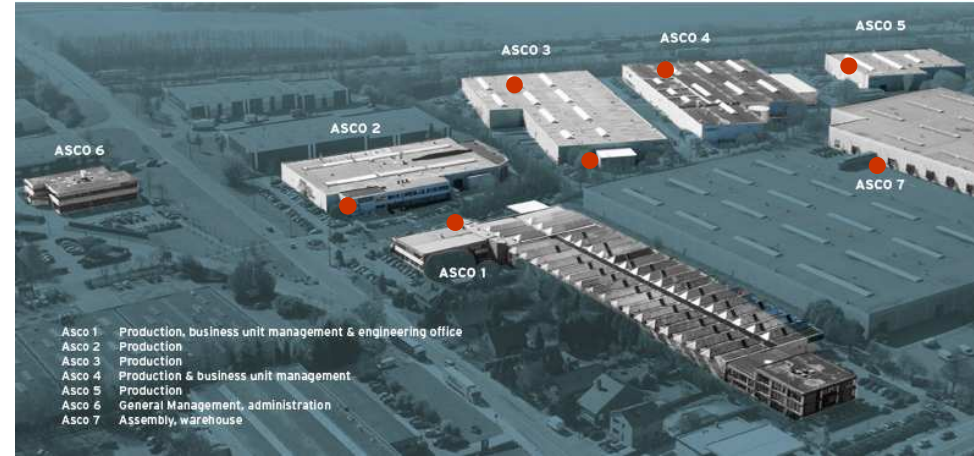 ASCO 5
ASCO 4
ASCO 3
ASCO 2
ASCO 6
ASCO 7
ASCO 1
Asco 1 Production, business unit management & engineering office
Asco 2 Production
Asco 3 Production
Asco 4 Production & business unit management
Asco 5 Production
Asco 6 General Management, administration
Asco 7 Assembly, warehouse